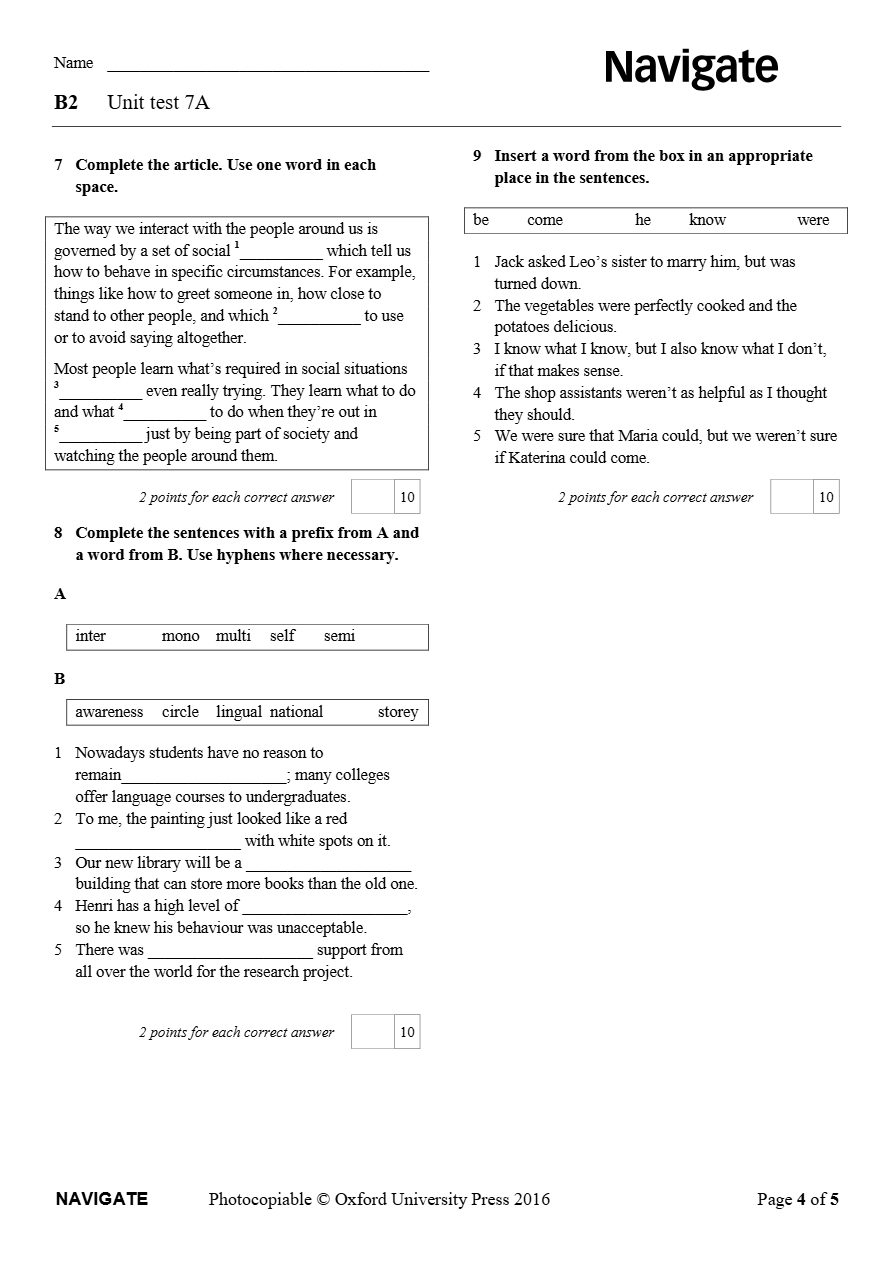 Name ____________________________________
Navigate
B2 Unit test 7A
7 Complete the article. Use one word in each
space.
The way we interact with the people around us is
governed by a set of social 1__________ which tell us
how to behave in specific circumstances. For example,
things like how to greet someone in, how close to
stand to other people, and which 2__________ to use
or to avoid saying altogether.
Most people learn what’s required in social situations
3__________ even really trying. They learn what to do
and what 4__________ to do when they’re out in
5__________ just by being part of society and
watching the people around them.
2 points for each correct answer 10
8 Complete the sentences with a prefix from A and
a word from B. Use hyphens where necessary.
A
inter mono multi self semi
B
awareness circle lingual national storey
1 Nowadays students have no reason to
remain____________________; many colleges
offer language courses to undergraduates.
2 To me, the painting just looked like a red
____________________ with white spots on it.
3 Our new library will be a ____________________
building that can store more books than the old one.
4 Henri has a high level of ____________________,
so he knew his behaviour was unacceptable.
5 There was ____________________ support from
all over the world for the research project.
2 points for each correct answer 10
9 Insert a word from the box in an appropriate
place in the sentences.
be come he know were
1 Jack asked Leo’s sister to marry him, but was
turned down.
2 The vegetables were perfectly cooked and the
potatoes delicious.
3 I know what I know, but I also know what I don’t,
if that makes sense.
4 The shop assistants weren’t as helpful as I thought
they should.
5 We were sure that Maria could, but we weren’t sure
if Katerina could come.
2 points for each correct answer 10
NAVIGATE Photocopiable © Oxford University Press 2016 Page 4 of 5